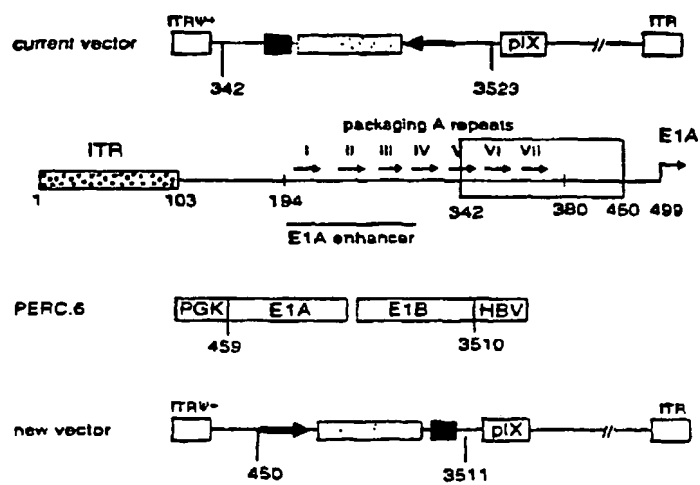 ITRΨ+ ITR
current vector pIX
342 3523
packaging A repeats
E1A
ITR I II III IV V VI VII
1 103 194 342 380 450 499
E1A enhancer
PERC.6 PGK E1A E1B HBV
459 3510
ITRΨ+ ITR
new vector pIX
450 3511